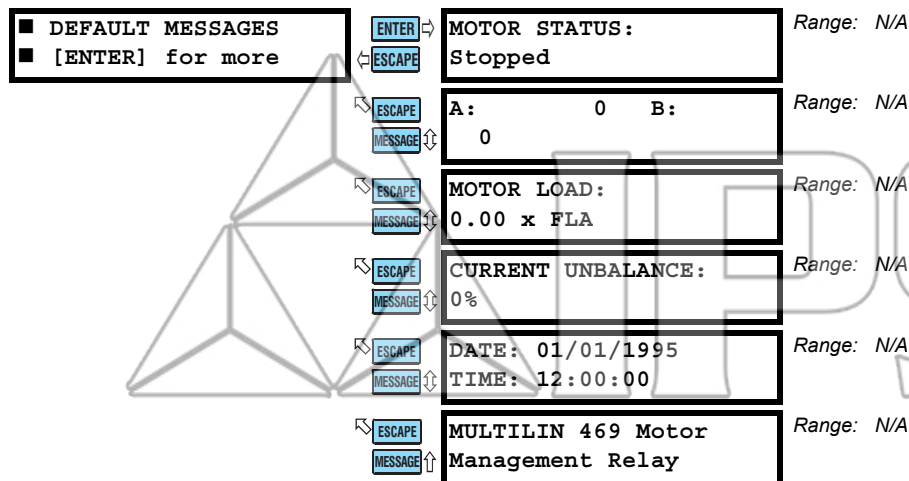 ■ DEFAULT MESSAGES
■ [ENTER] for more
ENTER
ESCAPE
MOTOR STATUS:
Stopped
Range: N/A
ESCAPE
MESSAGE
A: 0 B:
0
Range: N/A
ESCAPE
MESSAGE
MOTOR LOAD:
0.00 x FLA
Range: N/A
ESCAPE
MESSAGE
CURRENT UNBALANCE:
0%
Range: N/A
ESCAPE
MESSAGE
DATE: 01/01/1995
TIME: 12:00:00
Range: N/A
ESCAPE
MESSAGE
MULTILIN 469 Motor
Management Relay
Range: N/A